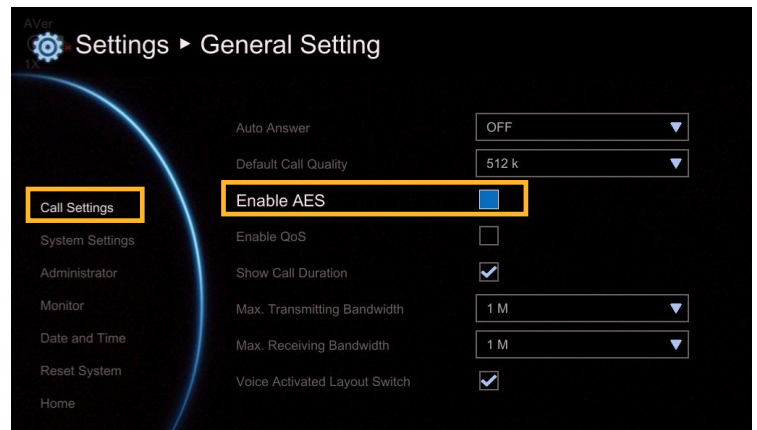 AVer
1X
Settings ► General Setting
Auto Answer OFF
Default Call Quality 512 k
Enable AES
Enable QoS
Show Call Duration
Max. Transmitting Bandwidth 1 M
Max. Receiving Bandwidth 1 M
Voice Activated Layout Switch
Call Settings
System Settings
Administrator
Monitor
Date and Time
Reset System
Home